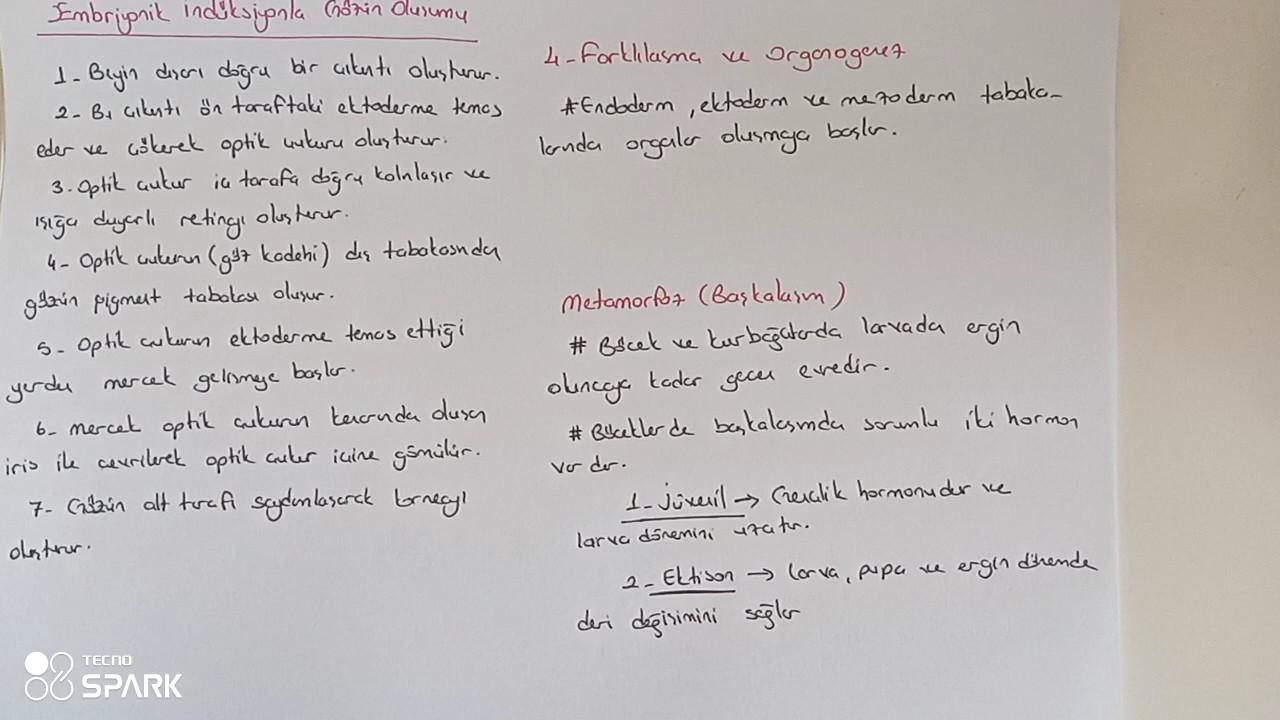 Embriyonik indüksiyonla Gözün Oluşumu
1- Beyin dışarı doğru bir çıkıntı oluşturur.
2- Bu çıkıntı ön taraftaki ektoderme temas
eder ve çökerek optik çukuru oluşturur.
3. Optik çukur iç tarafa doğru kalınlaşır ve
ışığa duyarlı retinayı oluşturur.
4- Optik çukurun (göz kadehi) dış tabakasında
gözün pigment tabakası oluşur.
5- Optik çukurun ektoderme temas ettiği
yerde mercek gelişmeye başlar.
6- mercek optik çukurun kenarında oluşan
iris ile çevrilerek optik çukur içine gömülür.
7- Gözün alt tarafı saydamlaşarak korneayı
oluşturur.
4- Farklılaşma ve Organogenez
# Endoderm, ektoderm ve mezoderm tabaka-
larında organlar oluşmaya başlar.
Metamorfoz (Başkalaşım)
# Böcek ve kurbağalarda larvada ergin
oluncaya kadar geçen evredir.
# Böceklerde başkalaşımda sorumlu iki hormon
var dır.
1- Jüvenil → Gençlik hormonudur ve
larva dönemini uzatır.
2- Ektison → larva, pupa ve ergin dönemde
deri değişimini sağlar
TECNO
SPARK